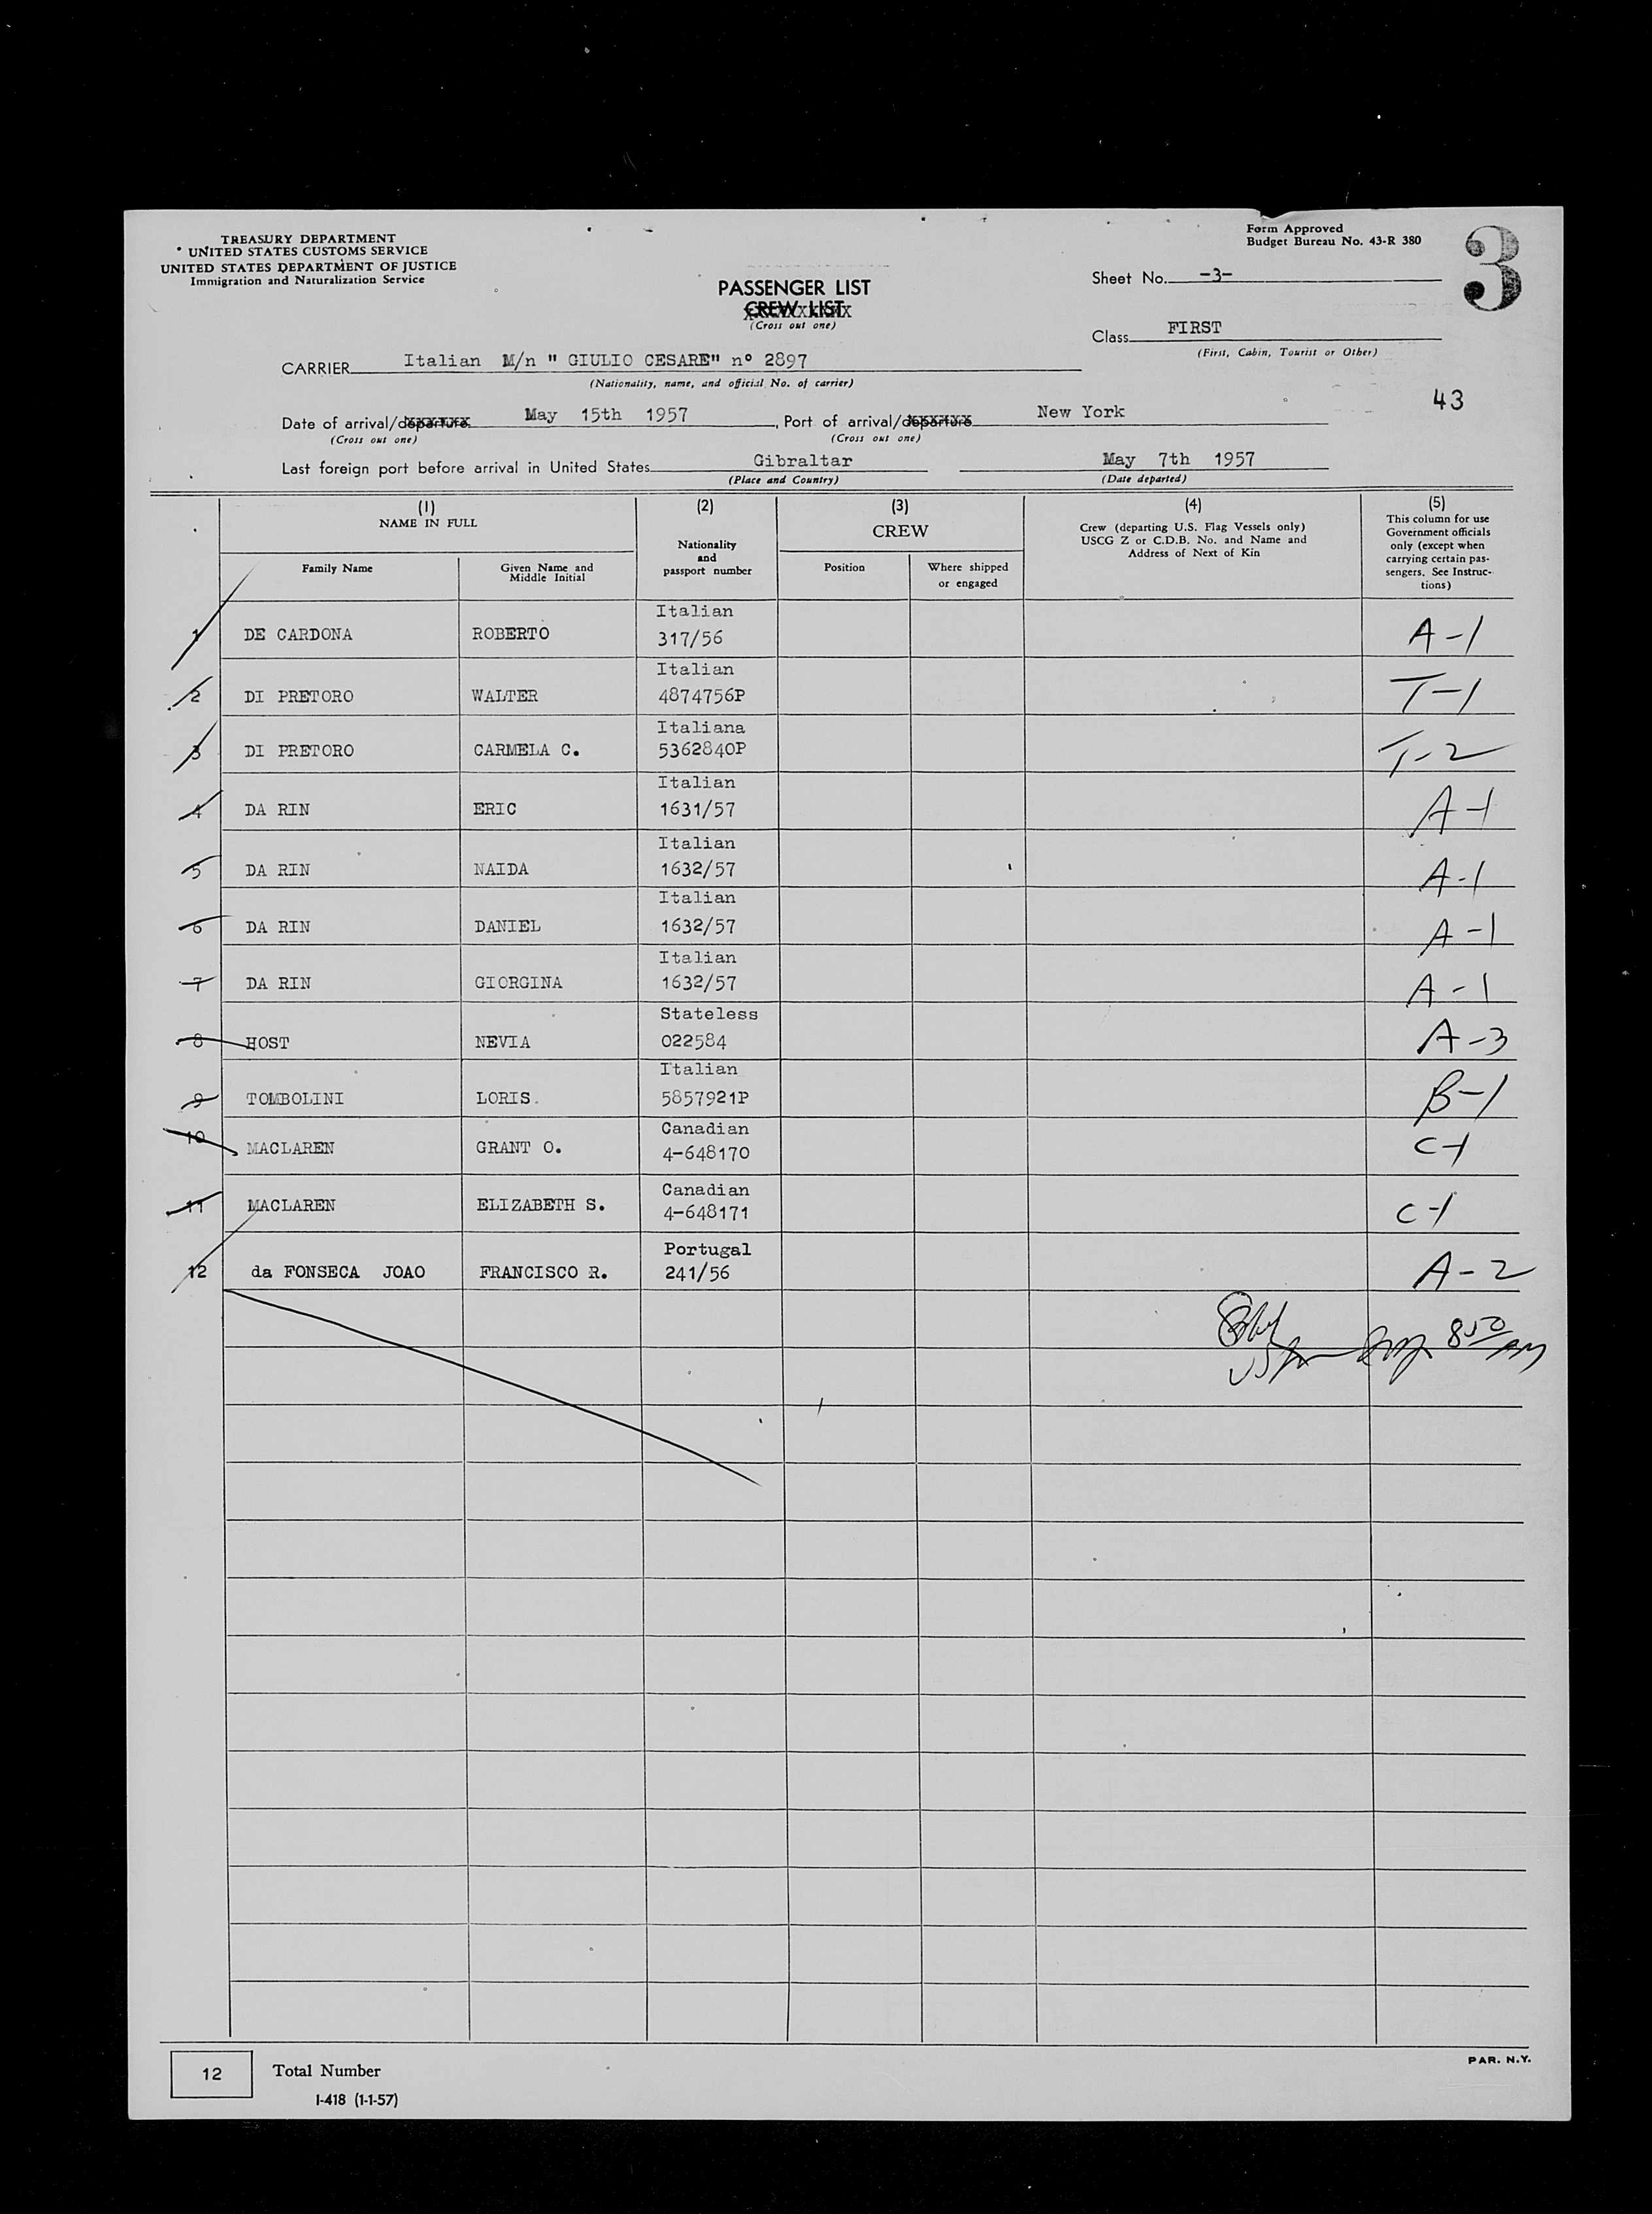 TREASURY DEPARTMENT
UNITED STATES CUSTOMS SERVICE
UNITED STATES DEPARTMENT OF JUSTICE
Immigration and Naturalization Service
Form Approved
Budget Bureau No. 43-R 380
3
Sheet No. -3-
PASSENGER LIST
CREW LIST
(Cross out one)
Class FIRST
(First, Cabin, Tourist or Other)
CARRIER Italian M/n " GIULIO CESARE" nº 2897
(Nationality, name, and official No. of carrier)
43
Date of arrival/departure May 15th 1957, Port of arrival/departure New York
(Cross out one) (Cross out one)
Last foreign port before arrival in United States Gibraltar May 7th 1957
(Place and Country) (Date departed)
(1) NAME IN FULL
Family Name
Given Name and Middle Initial
(2)
Nationality and passport number
(3)
CREW
Position
Where shipped or engaged
(4)
Crew (departing U.S. Flag Vessels only)
USCG Z or C.D.B. No. and Name and
Address of Next of Kin
(5)
This column for use
Government officials
only (except when
carrying certain pas-
sengers. See Instruc-
tions)
1 DE CARDONA ROBERTO Italian 317/56 A-1
2 DI PRETORO WALTER Italian 4874756P T-1
3 DI PRETORO CARMELA C. Italiana 5362840P T-2
4 DA RIN ERIC Italian 1631/57 A-1
5 DA RIN NAIDA Italian 1632/57 A-1
6 DA RIN DANIEL Italian 1632/57 A-1
7 DA RIN GIORGINA Italian 1632/57 A-1
8 HOST NEVIA Stateless 022584 A-3
9 TOMBOLINI LORIS. Italian 5857921P B-1
10 MACLAREN GRANT O. Canadian 4-648170 C-1
11 MACLAREN ELIZABETH S. Canadian 4-648171 C-1
12 da FONSECA JOAO FRANCISCO R. Portugal 241/56 A-2
850 AM
12 Total Number
I-418 (1-1-57)
PAR. N.Y.